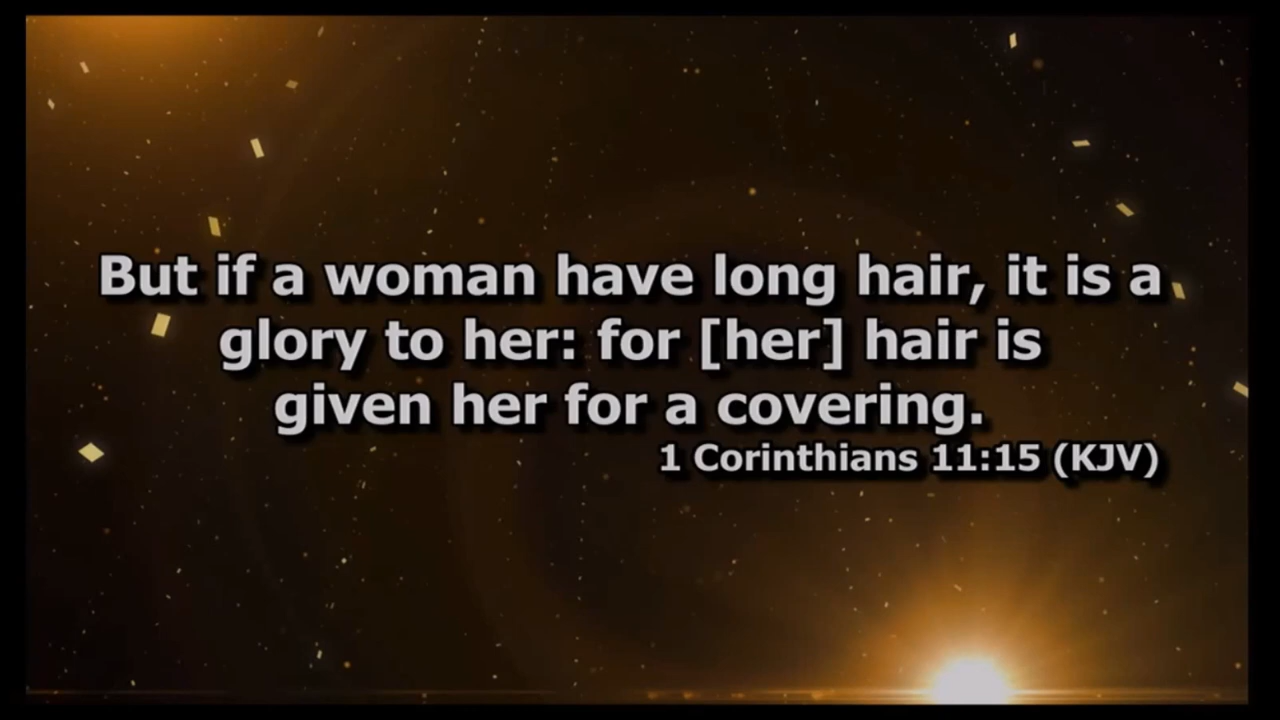 But if a woman have long hair, it is a
glory to her: for [her] hair is
given her for a covering.
1 Corinthians 11:15 (KJV)